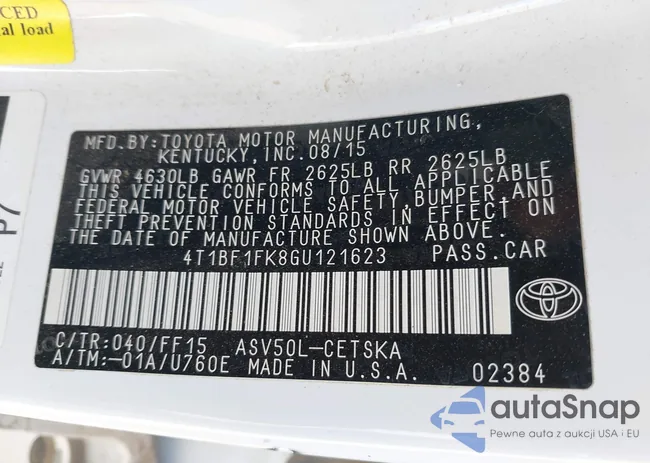 CED
al load
P7
MFD.BY:TOYOTA MOTOR MANUFACTURING,
KENTUCKY,INC.08/15
GVWR 4630LB GAWR FR 2625LB RR 2625LB
THIS VEHICLE CONFORMS TO ALL APPLICABLE
FEDERAL MOTOR VEHICLE SAFETY,BUMPER,AND
THEFT PREVENTION STANDARDS IN EFFECT ON
THE DATE OF MANUFACTURE SHOWN ABOVE.
4T1BF1FK8GU121623 PASS.CAR
C/TR:040/FF15 ASV50L-CETSKA
A/TM:-01A/U760E MADE IN U.S.A. 02384
TOYOTA
autaSnap
Pewne auta z aukcji USA i EU